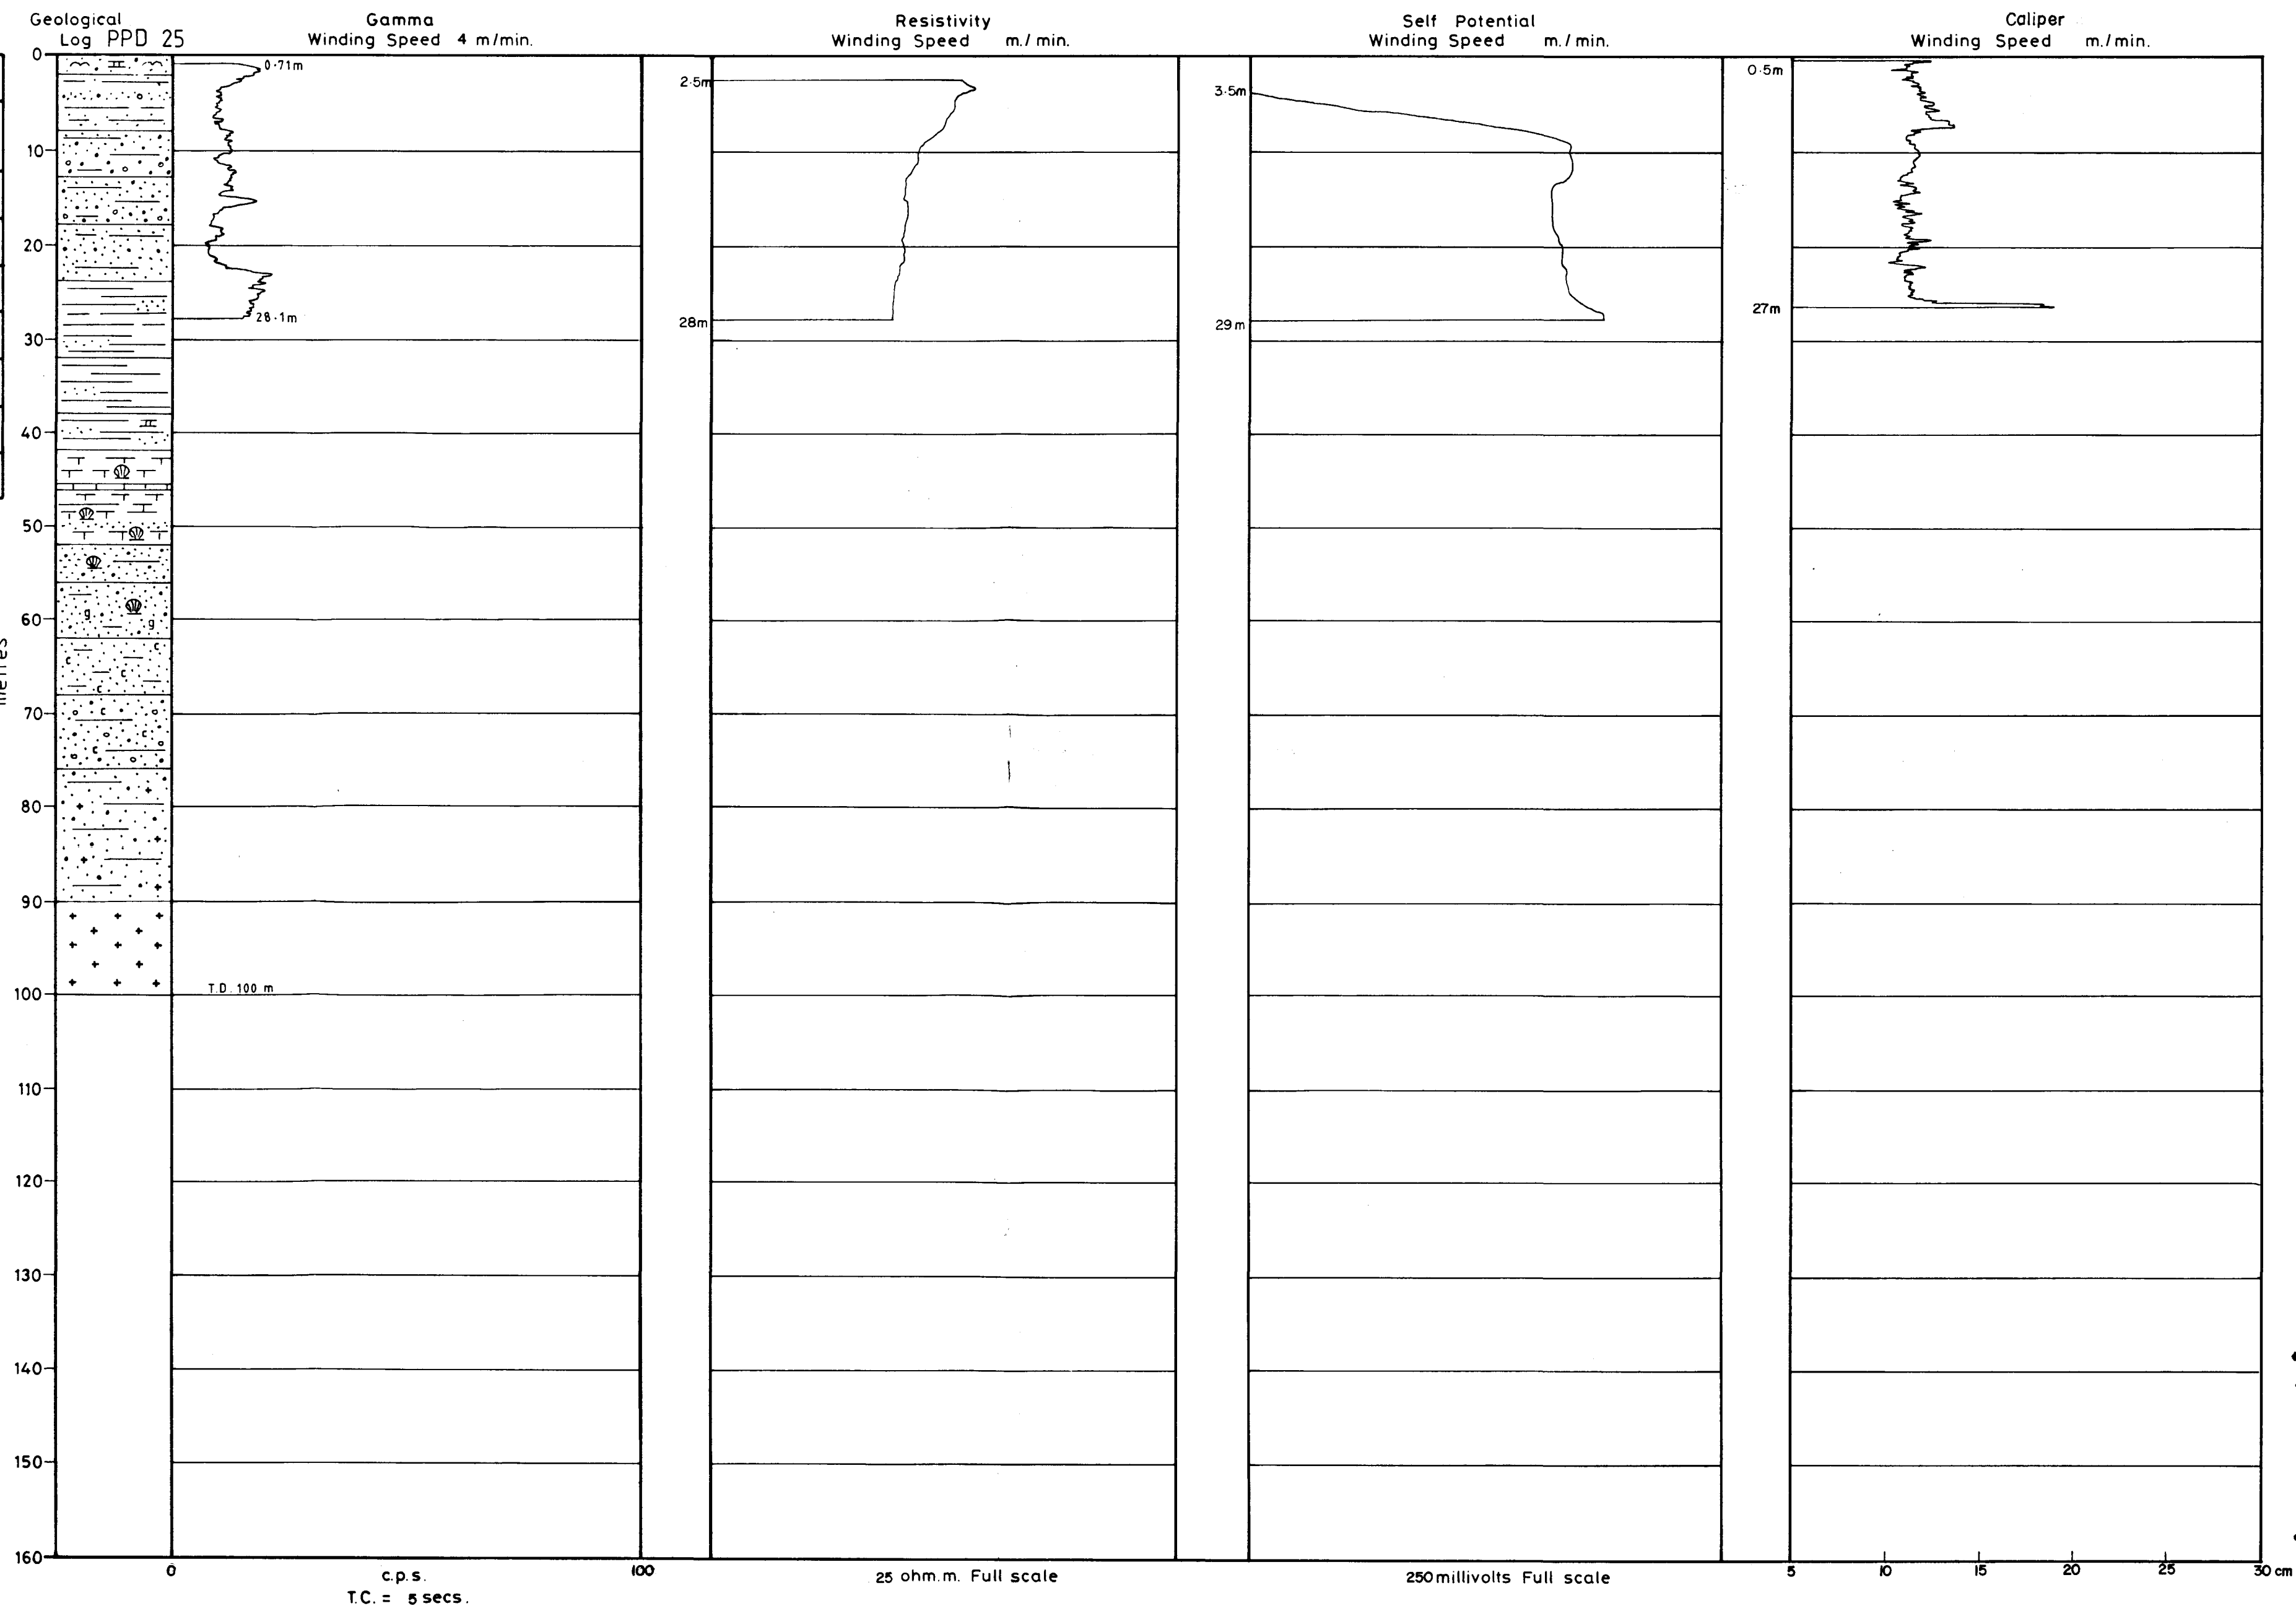 Geological
Log PPD 25
Gamma
Winding Speed 4 m/min.
Resistivity
Winding Speed m./min.
Self Potential
Winding Speed m./min.
Caliper
Winding Speed m./min.
0
10
20
30
40
50
60
70
80
90
100
110
120
130
140
150
160
metres
0·71m
28·1m
2·5m
28m
3·5m
29m
0·5m
27m
g
g
c
c
c
c
c
c
c
T.D. 100 m
0
100
c.p.s.
T.C. = 5 secs.
25 ohm.m. Full scale
250 millivolts Full scale
5
10
15
20
25
30 cm